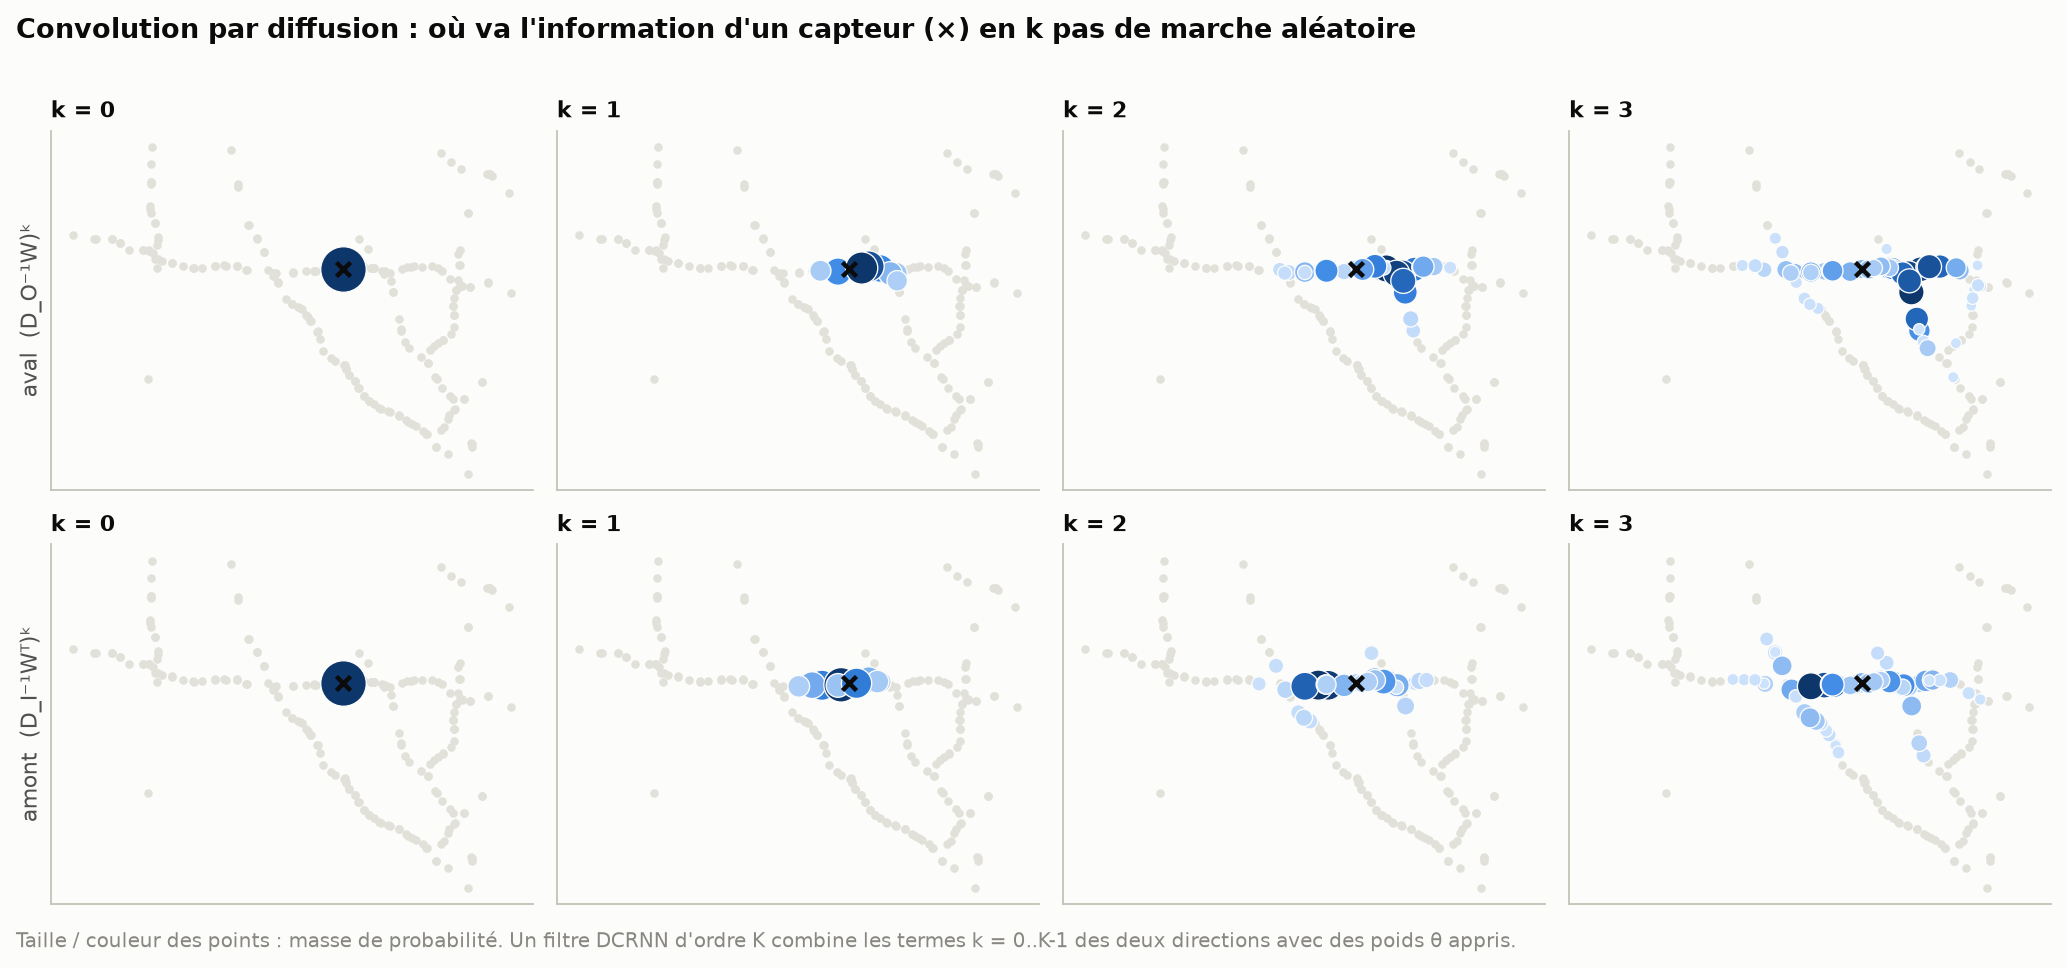 Convolution par diffusion : où va l'information d'un capteur (×) en k pas de marche aléatoire
k = 0
k = 1
k = 2
k = 3
aval (D_O⁻¹W)ᵏ
k = 0
k = 1
k = 2
k = 3
amont (D_I⁻¹Wᵀ)ᵏ
Taille / couleur des points : masse de probabilité. Un filtre DCRNN d'ordre K combine les termes k = 0..K-1 des deux directions avec des poids θ appris.